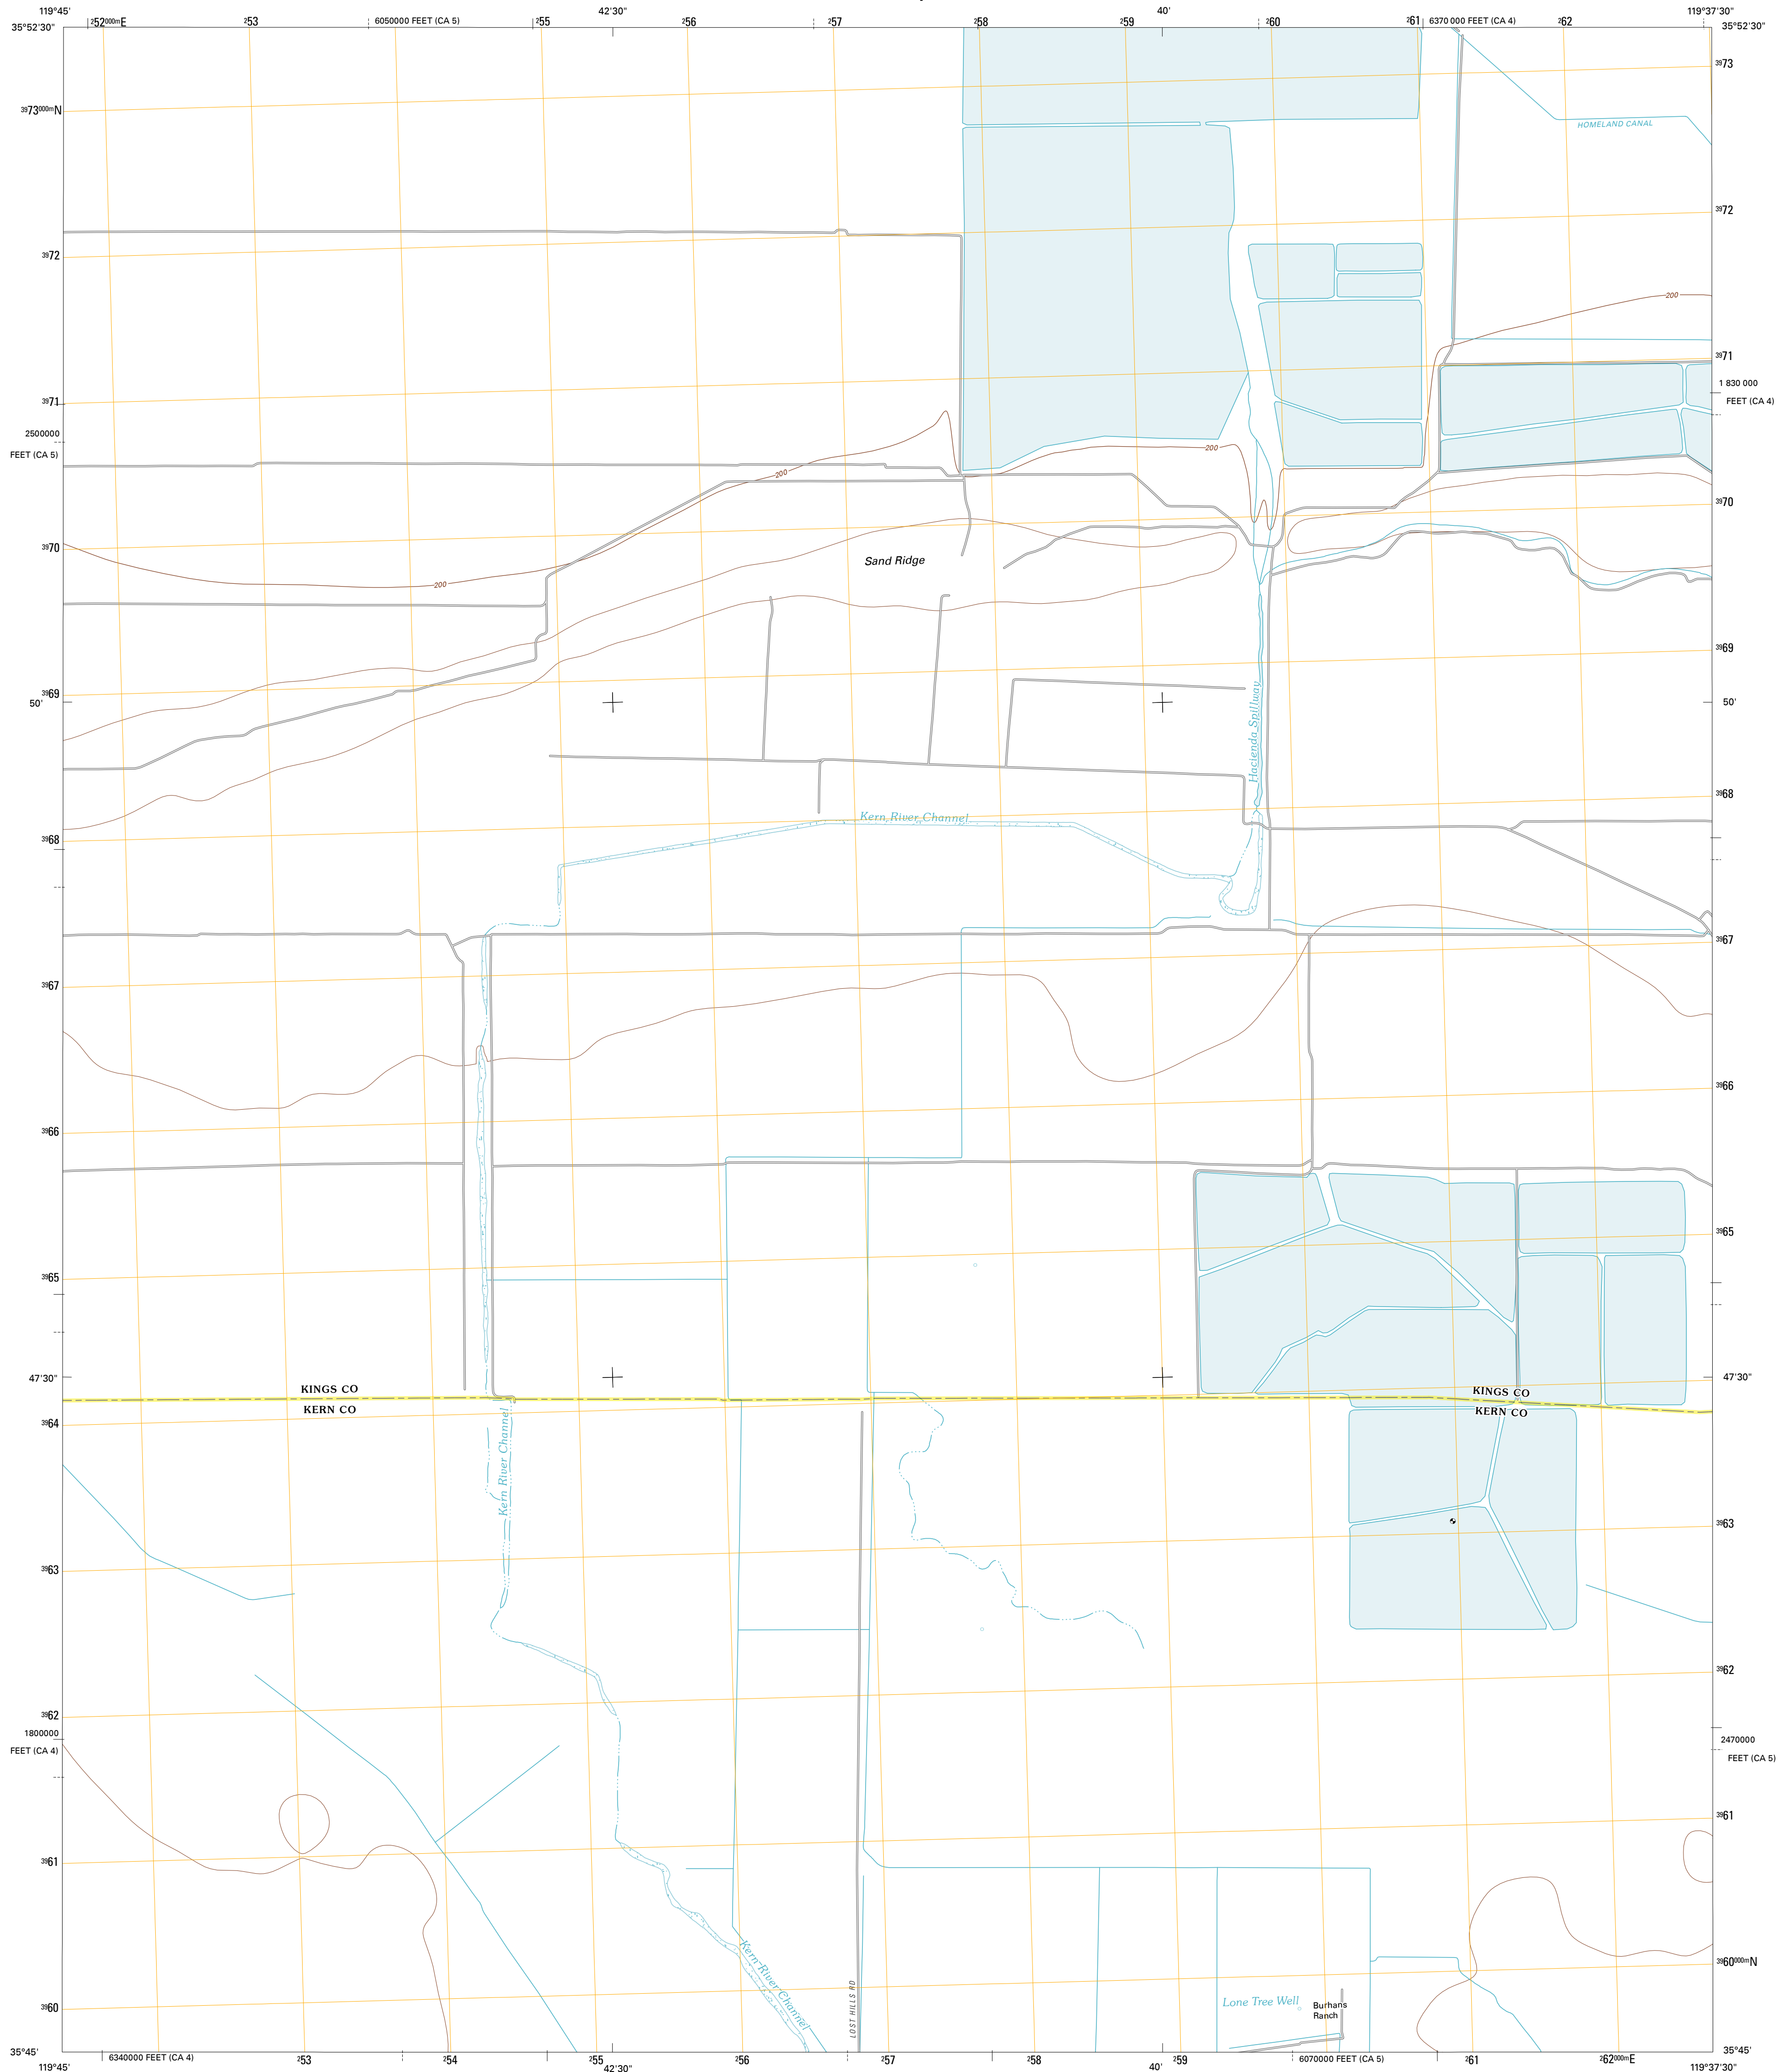 119°45' ²52⁰⁰⁰ᵐE ²53 6050000 FEET (CA 5) ²55 42'30" ²56 ²57 ²58 ²59 40' ²60 ²61 6370 000 FEET (CA 4) ²62 119°37'30"
35°52'30" 35°52'30"
³⁹73
³⁹73⁰⁰⁰ᵐN
HOMELAND CANAL
³⁹72
³⁹72
200
³⁹71
1 830 000
FEET (CA 4)
³⁹71
2500000
FEET (CA 5)
200
200
³⁹70
³⁹70
Sand Ridge
200
³⁹69
³⁹69
50'
50'
Hacienda Spillway
³⁹68
Kern River Channel
³⁹68
³⁹67
³⁹67
³⁹66
³⁹66
³⁹65
³⁹65
47'30"
47'30"
KINGS CO
KERN CO
KINGS CO
KERN CO
³⁹64
Kern River Channel
³⁹63
³⁹63
³⁹62
³⁹62
1800000
FEET (CA 4)
2470000
FEET (CA 5)
³⁹61
³⁹61
Kern River Channel
³⁹60⁰⁰⁰ᵐN
LOST HILLS RD
Lone Tree Well
Burhans
Ranch
³⁹60
35°45' 35°45'
119°45' 6340000 FEET (CA 4) ²53 ²54 ²55 42'30" ²56 ²57 ²58 40' ²59 6070000 FEET (CA 5) ²61 ²62⁰⁰⁰ᵐE 119°37'30"